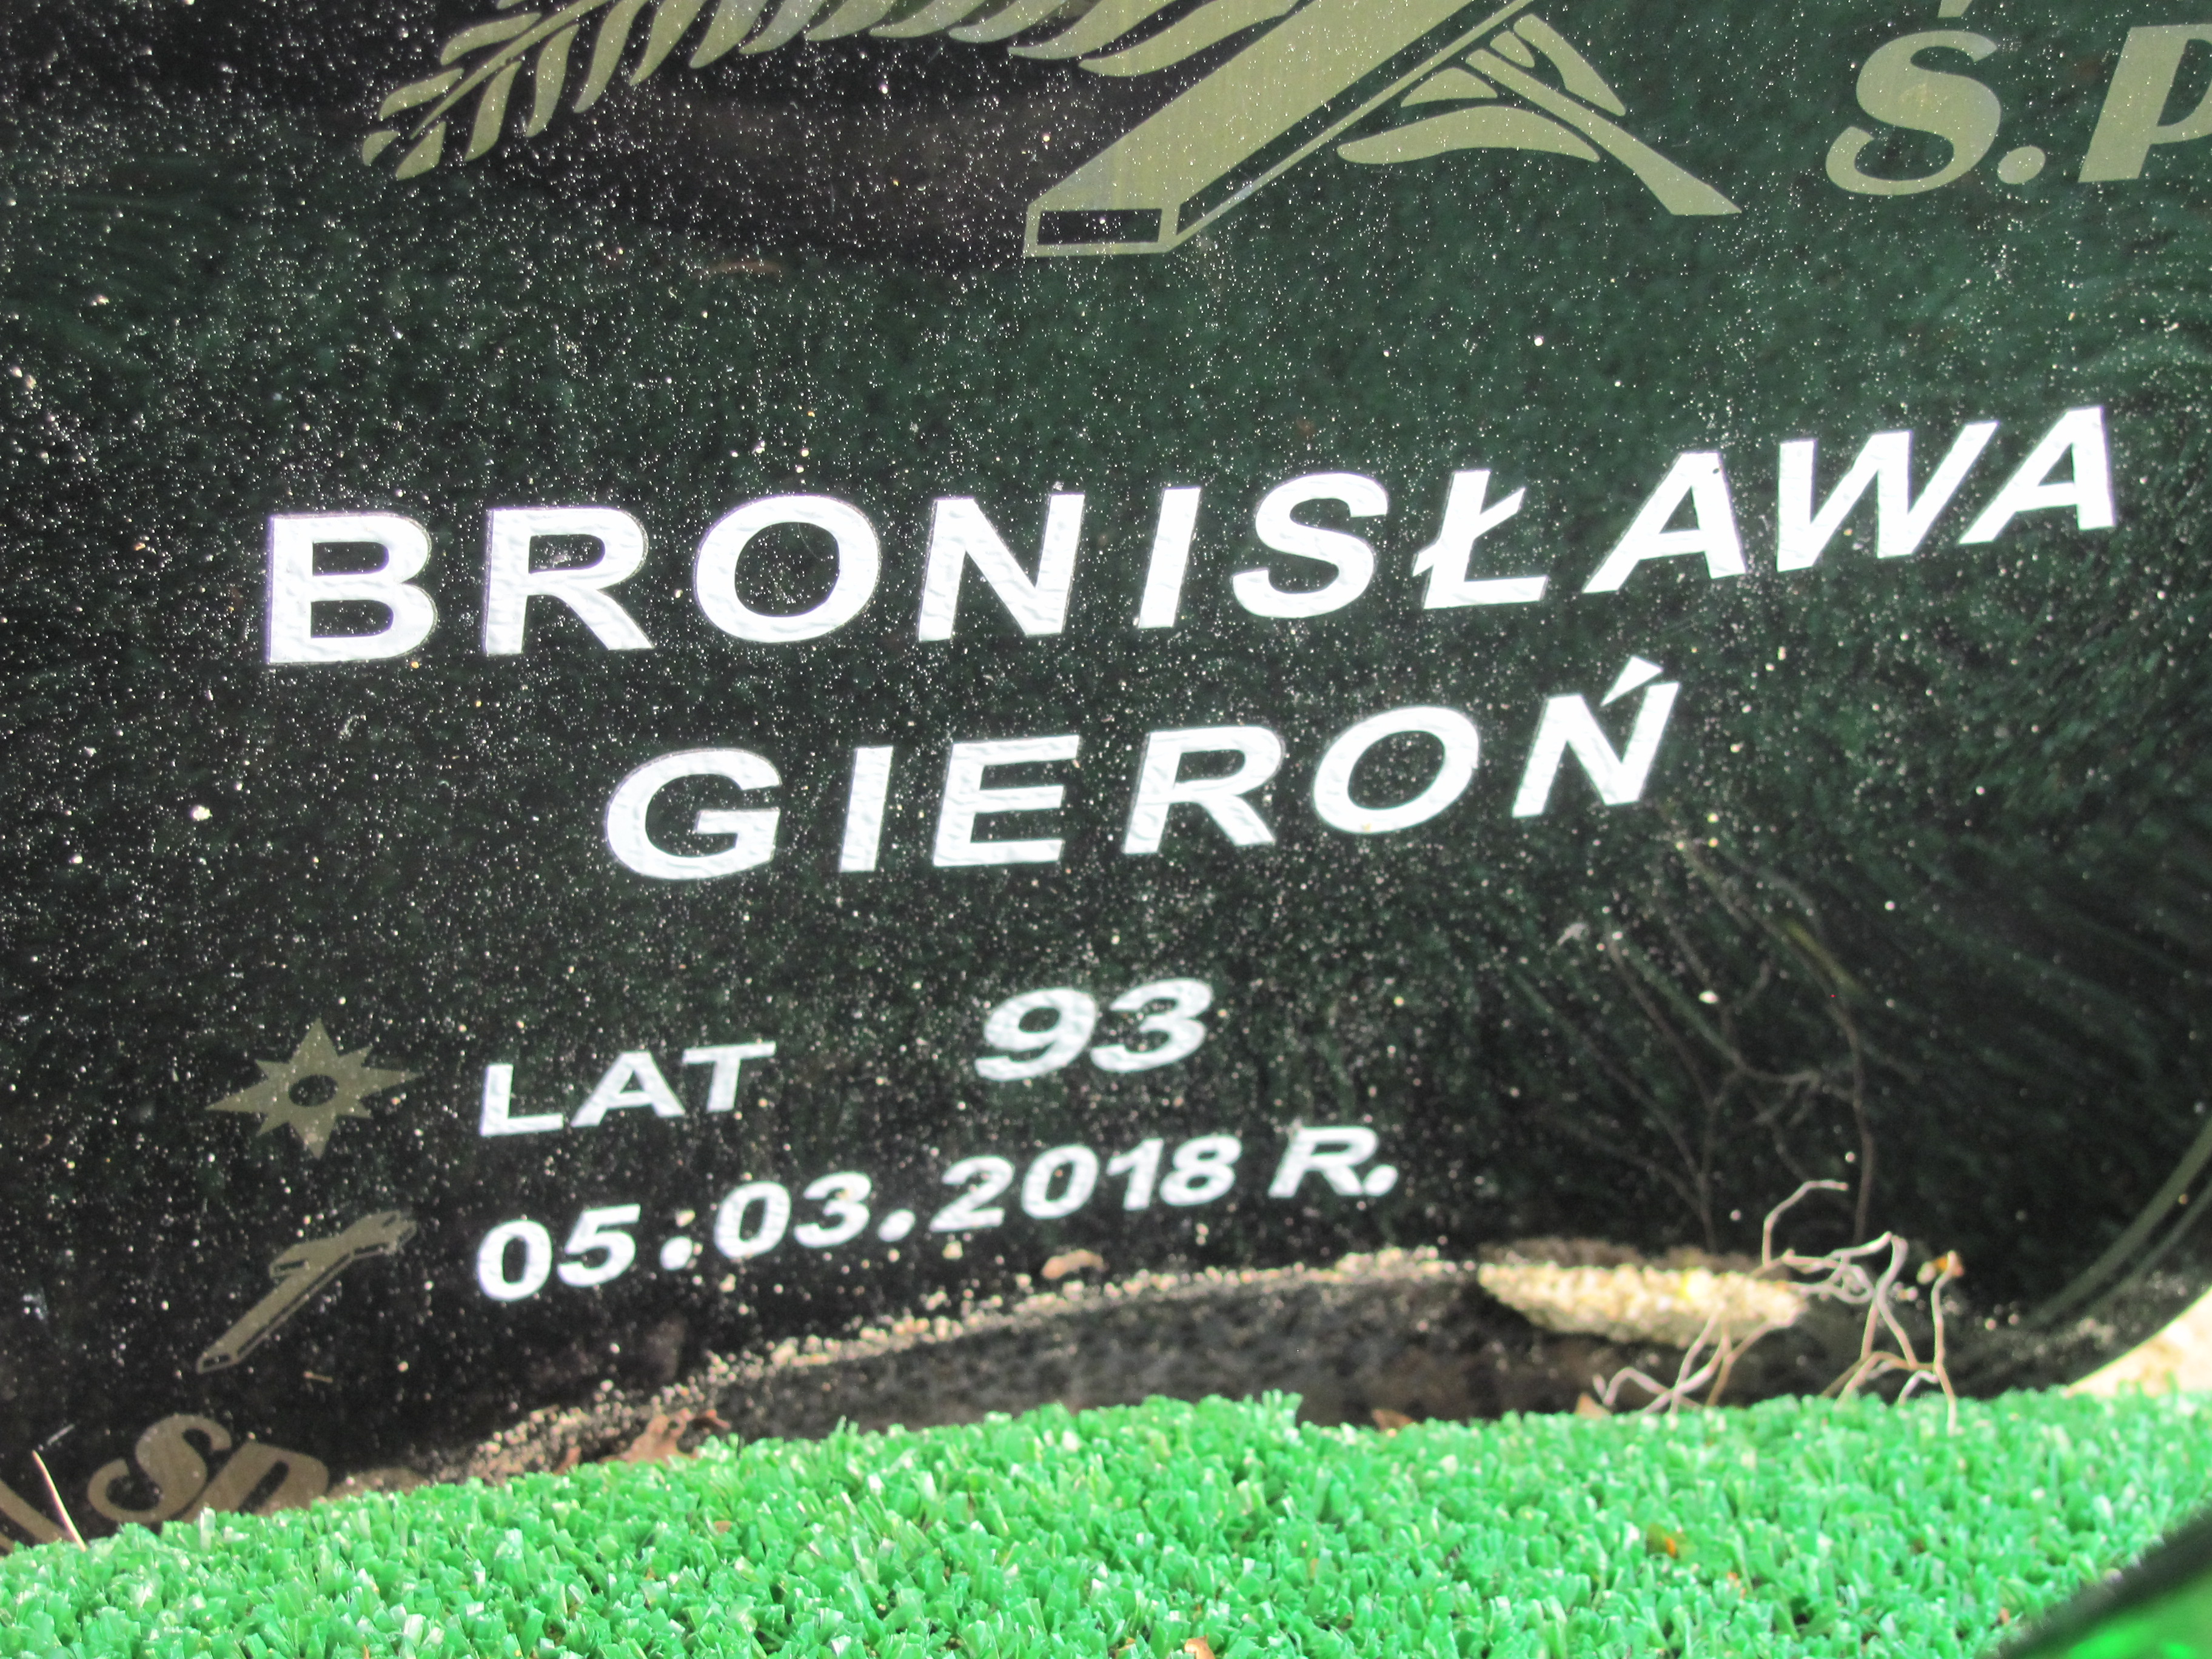 Ś.P
BRONISŁAWA
GIEROŃ
LAT 93
05.03.2018 R.